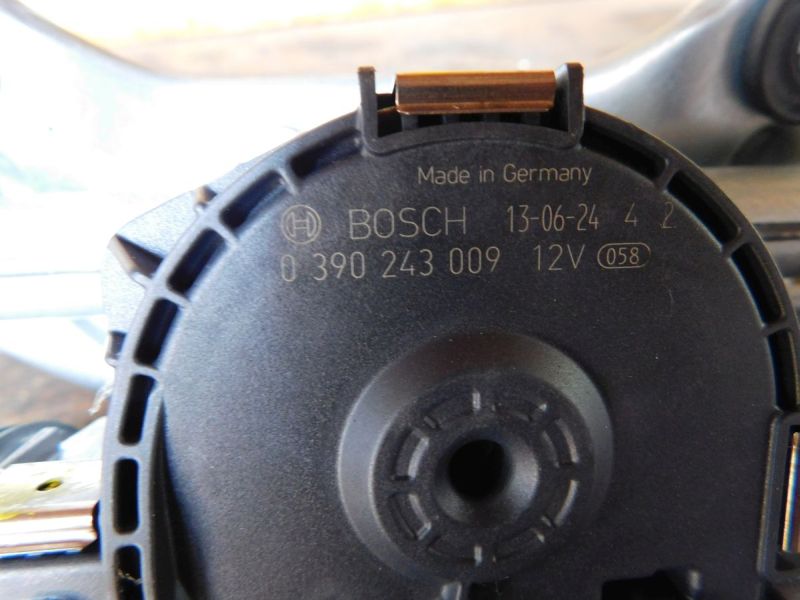 Made in Germany
BOSCH 13-06-24 4 2
0 390 243 009 12V 058